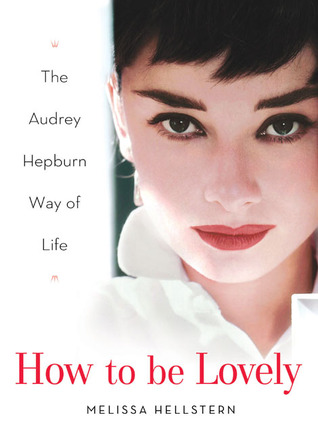 The
Audrey
Hepburn
Way of
Life
How to be Lovely
MELISSA HELLSTERN